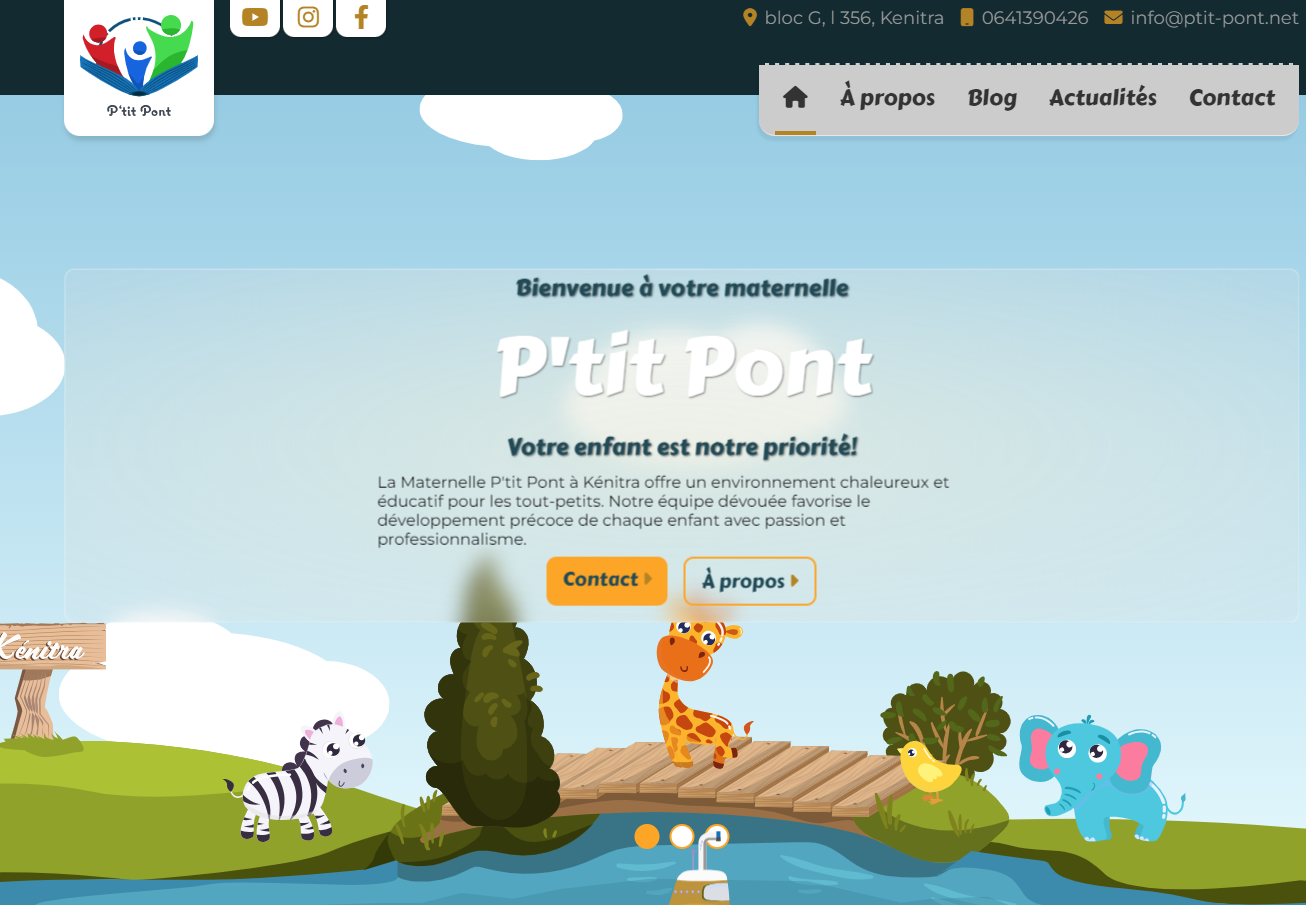 P'tit Pont
bloc G, l 356, Kenitra
0641390426
info@ptit-pont.net
À propos
Blog
Actualités
Contact
Bienvenue à votre maternelle
P'tit Pont
Votre enfant est notre priorité!
La Maternelle P'tit Pont à Kénitra offre un environnement chaleureux et
éducatif pour les tout-petits. Notre équipe dévouée favorise le
développement précoce de chaque enfant avec passion et
professionnalisme.
Contact
À propos
Kénitra